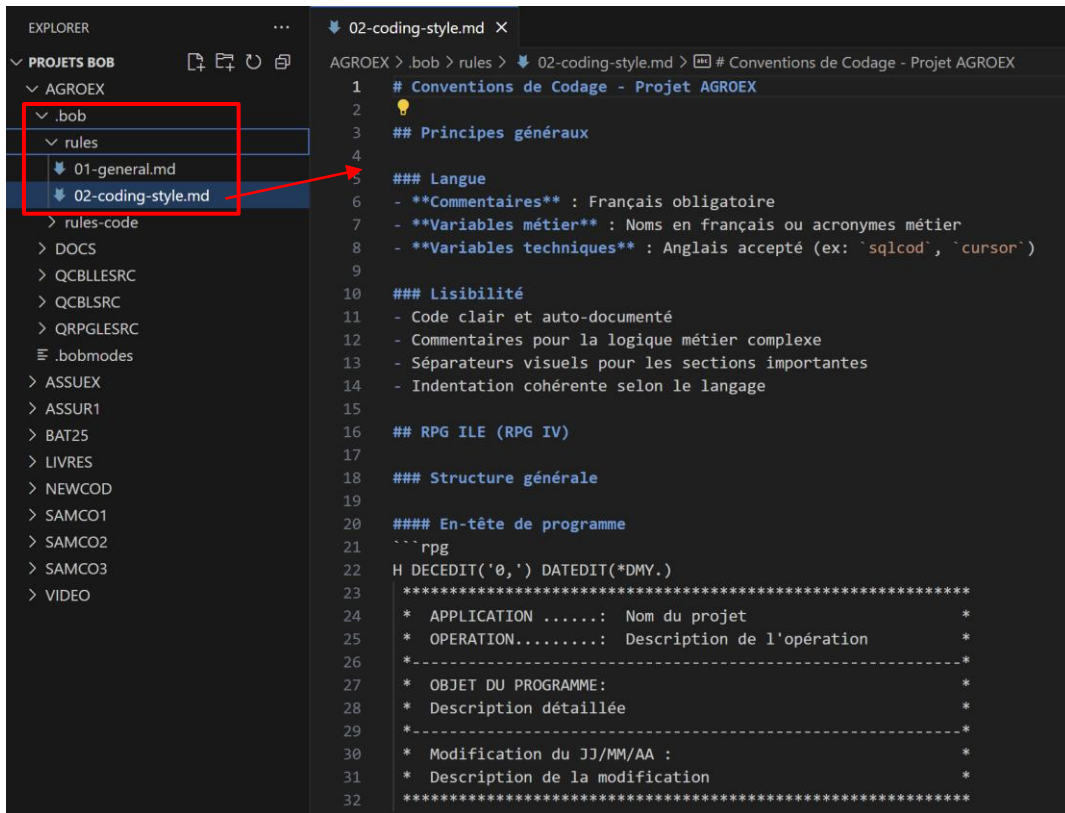 EXPLORER
PROJETS BOB
AGROEX
.bob
rules
01-general.md
02-coding-style.md
rules-code
DOCS
QCBLLESRC
QCBLSRC
QRPGLESRC
.bobmodes
ASSUEX
ASSUR1
BAT25
LIVRES
NEWCOD
SAMCO1
SAMCO2
SAMCO3
VIDEO
02-coding-style.md
AGROEX > .bob > rules > 02-coding-style.md > abc # Conventions de Codage - Projet AGROEX
1 # Conventions de Codage - Projet AGROEX
2
3 ## Principes généraux
4
5 ### Langue
6 - **Commentaires** : Français obligatoire
7 - **Variables métier** : Noms en français ou acronymes métier
8 - **Variables techniques** : Anglais accepté (ex: `sqlcod`, `cursor`)
9
10 ### Lisibilité
11 - Code clair et auto-documenté
12 - Commentaires pour la logique métier complexe
13 - Séparateurs visuels pour les sections importantes
14 - Indentation cohérente selon le langage
15
16 ## RPG ILE (RPG IV)
17
18 ### Structure générale
19
20 #### En-tête de programme
21 ```rpg
22 H DECEDIT('0,') DATEDIT(*DMY.)
23 *************************************************************
24 * APPLICATION ......: Nom du projet *
25 * OPERATION.........: Description de l'opération *
26 *-----------------------------------------------------------*
27 * OBJET DU PROGRAMME: *
28 * Description détaillée *
29 *-----------------------------------------------------------*
30 * Modification du JJ/MM/AA : *
31 * Description de la modification *
32 *************************************************************